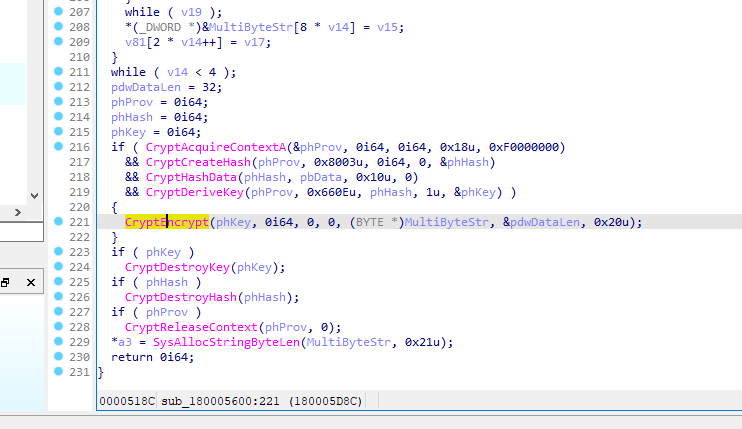 207 while ( v19 );
208 *(_DWORD *)&MultiByteStr[8 * v14] = v15;
209 v81[2 * v14++] = v17;
210 }
211 while ( v14 < 4 );
212 pdwDataLen = 32;
213 phProv = 0i64;
214 phHash = 0i64;
215 phKey = 0i64;
216 if ( CryptAcquireContextA(&phProv, 0i64, 0i64, 0x18u, 0xF0000000)
217 && CryptCreateHash(phProv, 0x8003u, 0i64, 0, &phHash)
218 && CryptHashData(phHash, pbData, 0x10u, 0)
219 && CryptDeriveKey(phProv, 0x660Eu, phHash, 1u, &phKey) )
220 {
221 CryptEncrypt(phKey, 0i64, 0, 0, (BYTE *)MultiByteStr, &pdwDataLen, 0x20u);
222 }
223 if ( phKey )
224 CryptDestroyKey(phKey);
225 if ( phHash )
226 CryptDestroyHash(phHash);
227 if ( phProv )
228 CryptReleaseContext(phProv, 0);
229 *a3 = SysAllocStringByteLen(MultiByteStr, 0x21u);
230 return 0i64;
231 }
0000518C sub_180005600:221 (180005D8C)